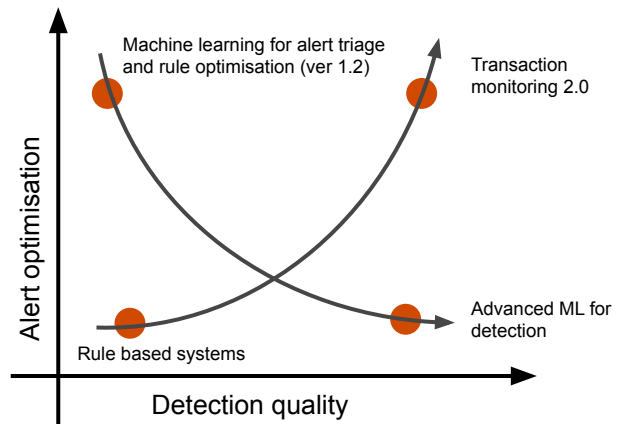 Machine learning for alert triage
and rule optimisation (ver 1.2)
Transaction
monitoring 2.0
Alert optimisation
Advanced ML for
detection
Rule based systems
Detection quality